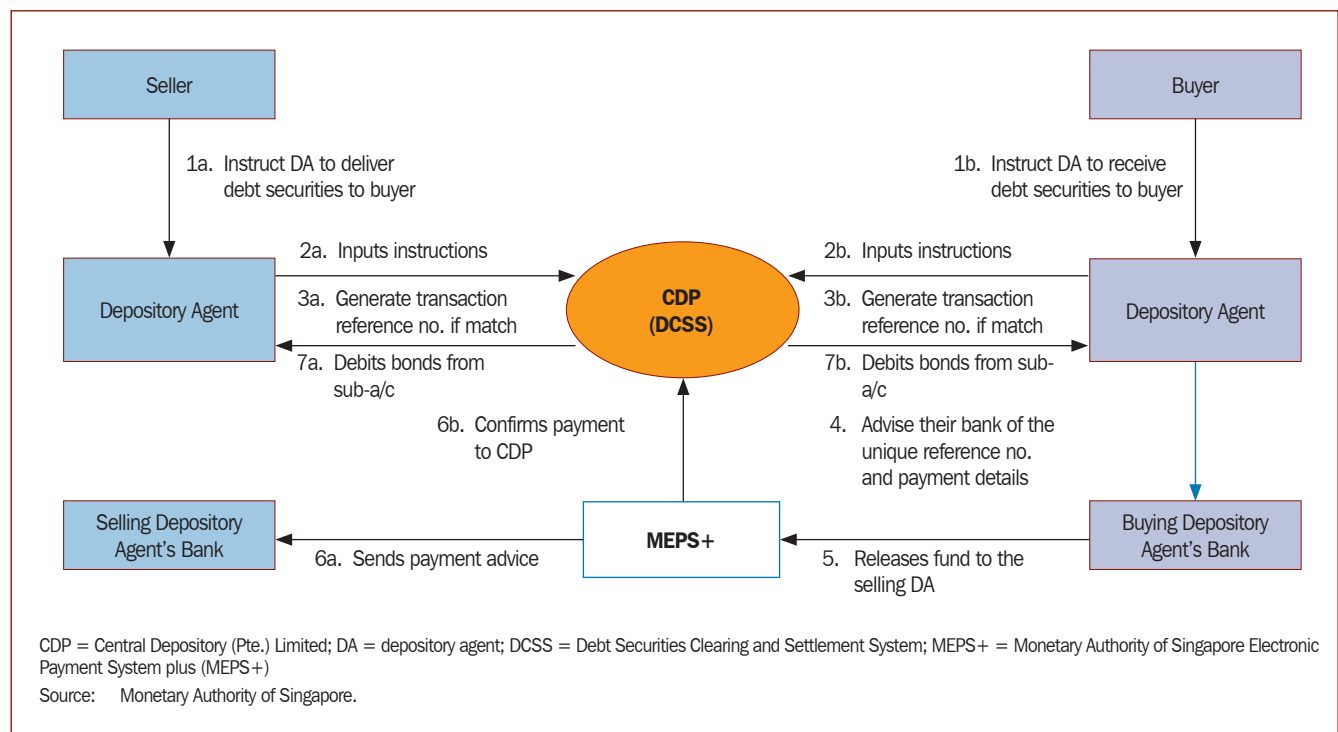 Seller
Buyer
1a. Instruct DA to deliver
debt securities to buyer
1b. Instruct DA to receive
debt securities to buyer
Depository Agent
2a. Inputs instructions
3a. Generate transaction
reference no. if match
7a. Debits bonds from
sub-a/c
CDP
(DCSS)
2b. Inputs instructions
3b. Generate transaction
reference no. if match
7b. Debits bonds from sub-
a/c
Depository Agent
6b. Confirms payment
to CDP
4. Advise their bank of the
unique reference no.
and payment details
Selling Depository
Agent's Bank
6a. Sends payment advice
MEPS+
5. Releases fund to the
selling DA
Buying Depository
Agent's Bank
CDP = Central Depository (Pte.) Limited; DA = depository agent; DCSS = Debt Securities Clearing and Settlement System; MEPS+ = Monetary Authority of Singapore Electronic
Payment System plus (MEPS+)
Source: Monetary Authority of Singapore.